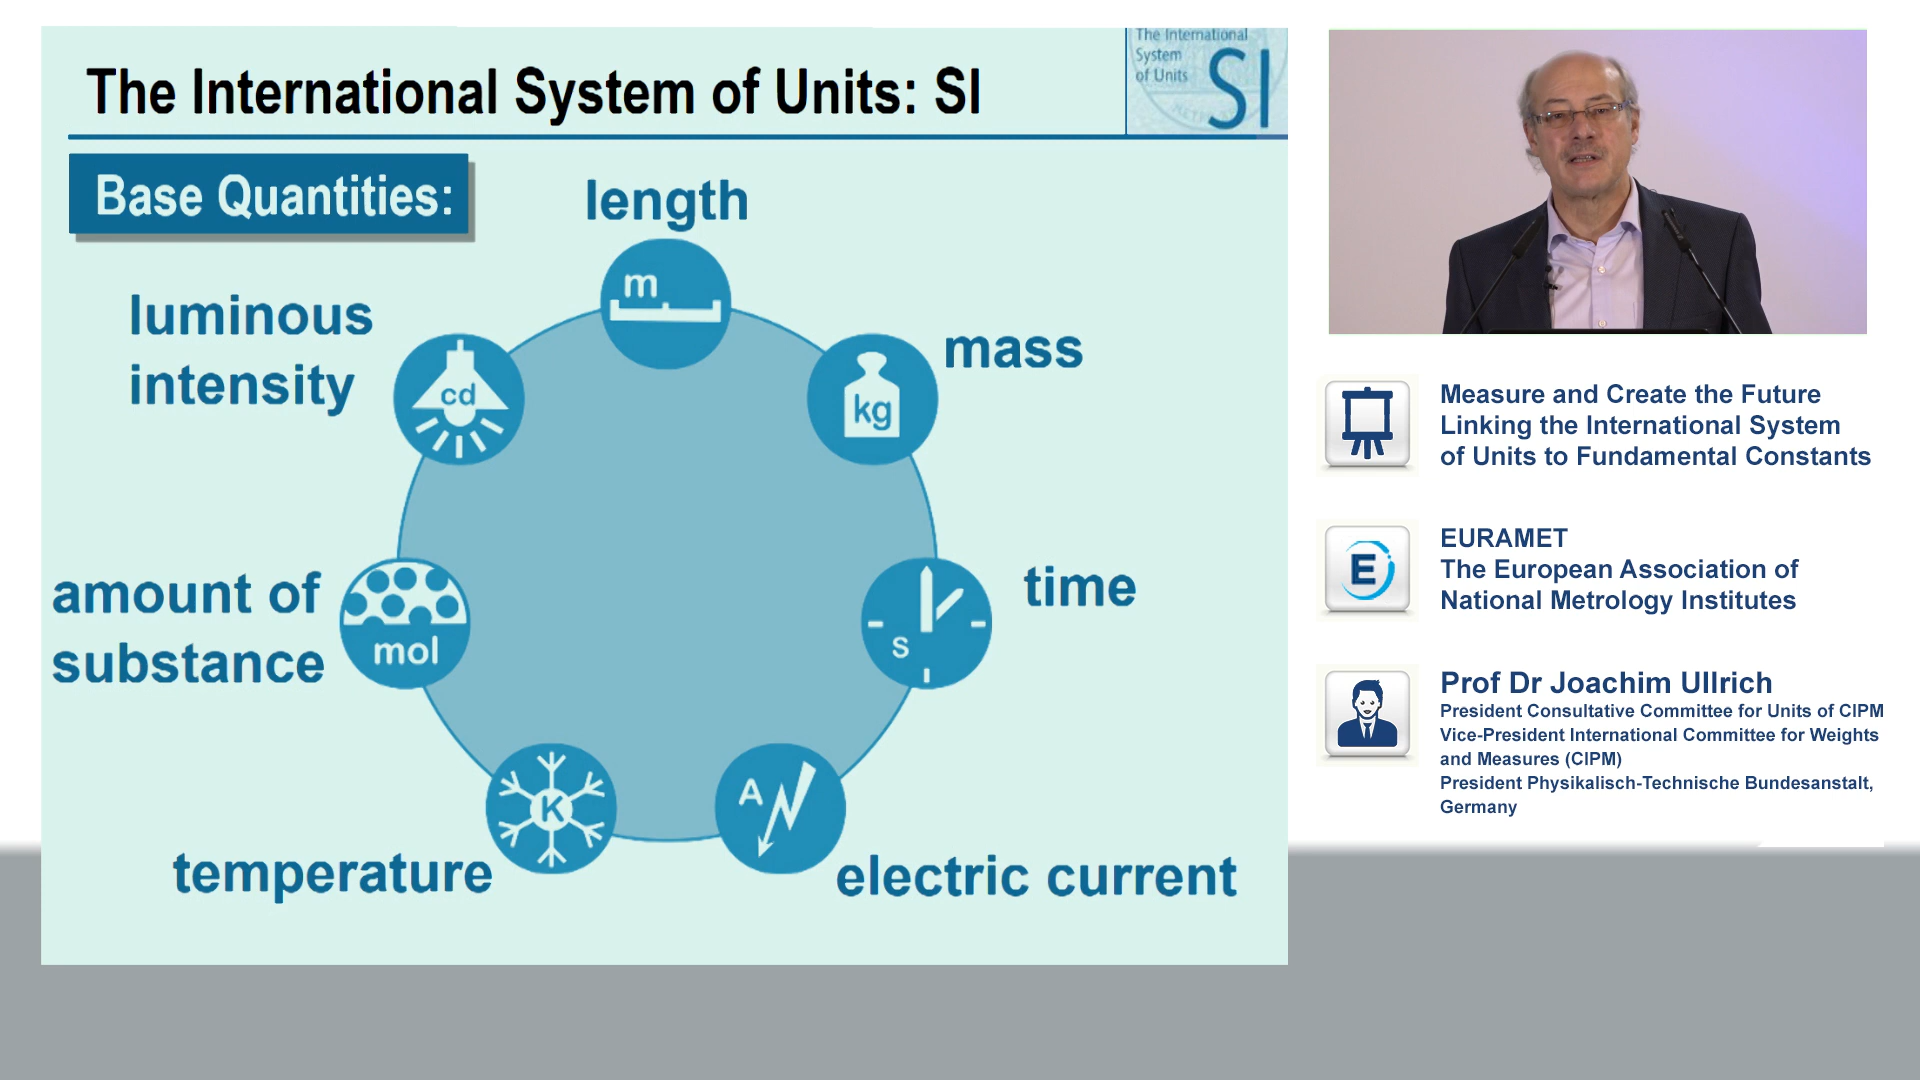 The International System of Units: SI
The International
System
of Units
SI
Base Quantities:
length
m
luminous
intensity
cd
mass
kg
amount of
substance
mol
time
s
temperature
K
A
electric current
Measure and Create the Future
Linking the International System
of Units to Fundamental Constants
E
EURAMET
The European Association of
National Metrology Institutes
Prof Dr Joachim Ullrich
President Consultative Committee for Units of CIPM
Vice-President International Committee for Weights
and Measures (CIPM)
President Physikalisch-Technische Bundesanstalt,
Germany